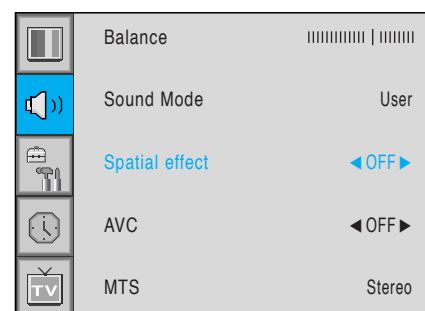 Balance
Sound Mode User
Spatial effect ◀ OFF ▶
AVC ◀ OFF ▶
MTS Stereo
TV